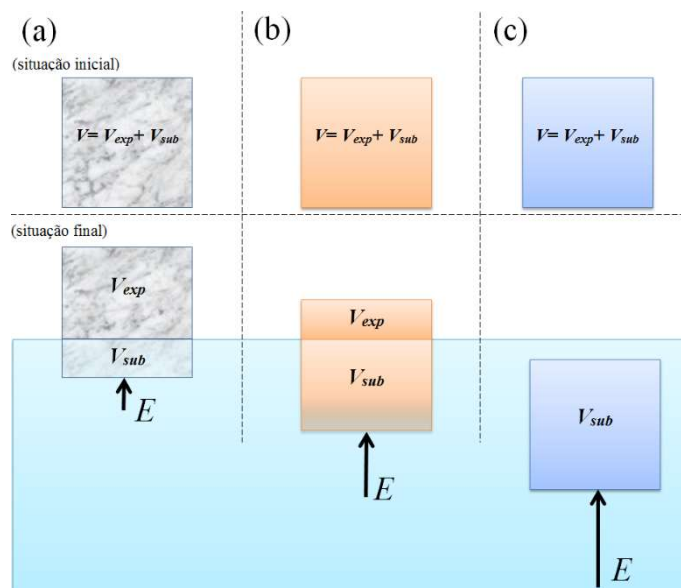 (a)
(b)
(c)
(situação inicial)
V= Vexp+ Vsub
V= Vexp+ Vsub
V= Vexp+ Vsub
(situação final)
Vexp
Vsub
E
Vexp
Vsub
E
Vsub
E